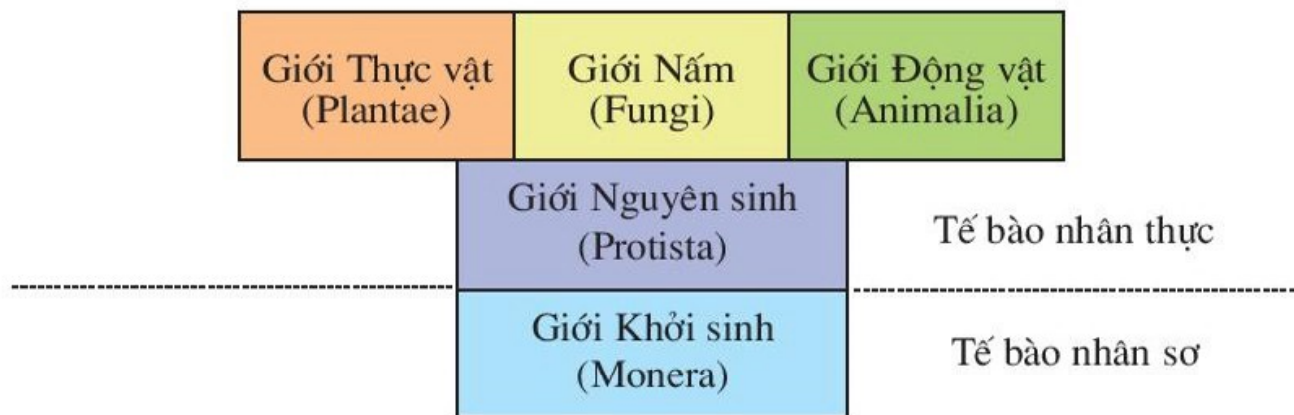 Giới Thực vật
(Plantae)
Giới Nấm
(Fungi)
Giới Động vật
(Animalia)
Giới Nguyên sinh
(Protista)
Tế bào nhân thực
Giới Khởi sinh
(Monera)
Tế bào nhân sơ